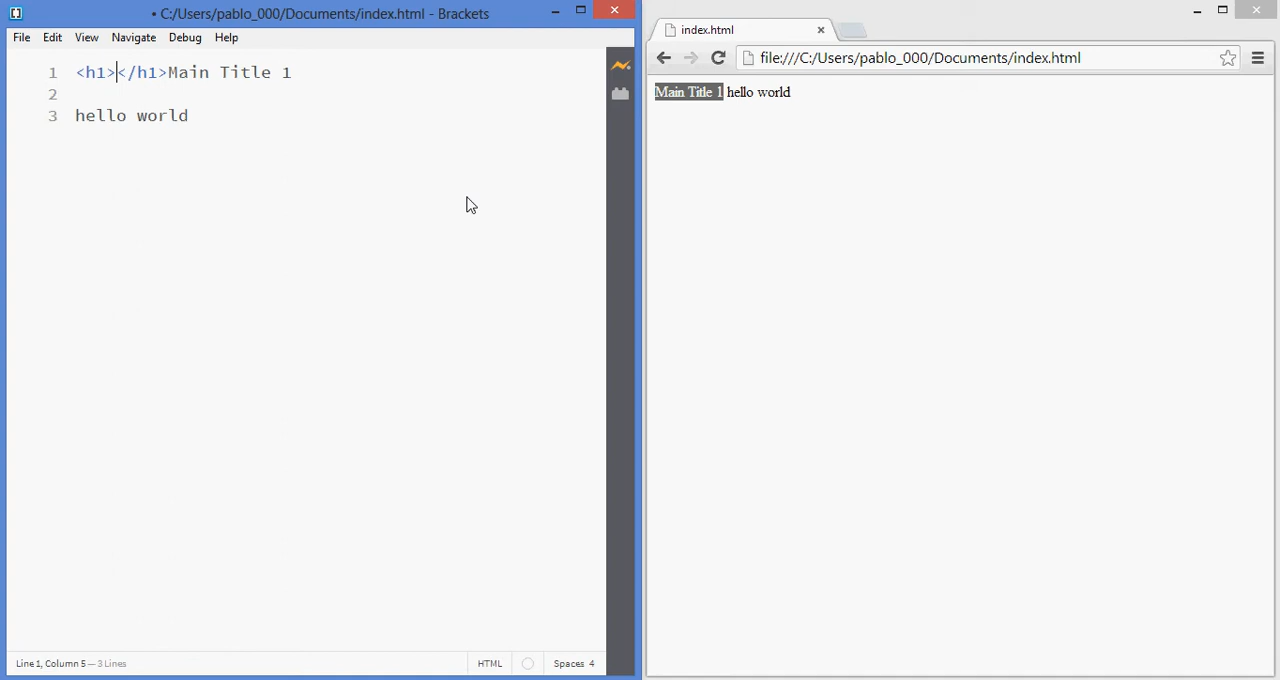 • C:/Users/pablo_000/Documents/index.html - Brackets
File Edit View Navigate Debug Help
1 <h1></h1>Main Title 1
2
3 hello world
Line 1, Column 5 — 3 Lines
HTML
Spaces 4
index.html
file:///C:/Users/pablo_000/Documents/index.html
Main Title 1 hello world